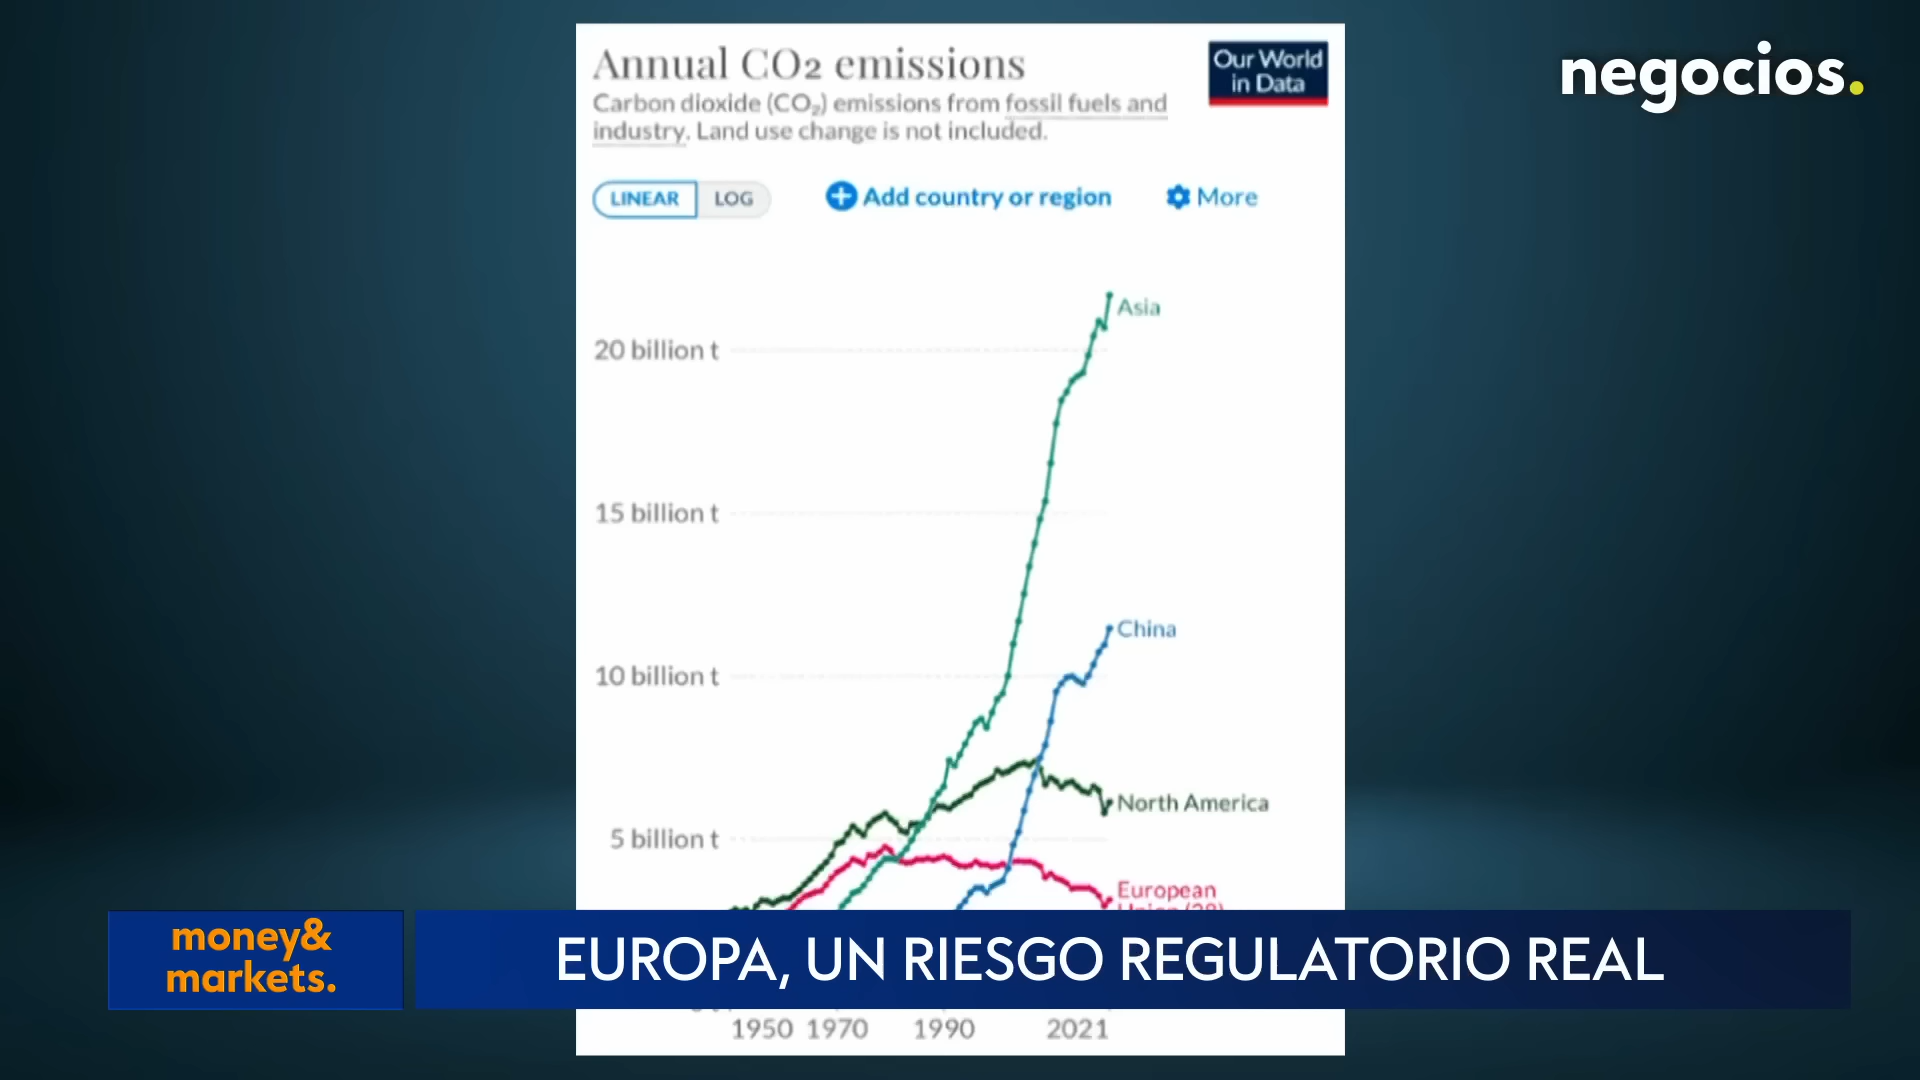 Annual CO2 emissions
Our World
in Data
negocios.
Carbon dioxide (CO₂) emissions from fossil fuels and
industry. Land use change is not included.
LINEAR
LOG
Add country or region
More
Asia
20 billion t
15 billion t
China
10 billion t
North America
5 billion t
European
money&
markets.
EUROPA, UN RIESGO REGULATORIO REAL
1950 1970 1990 2021